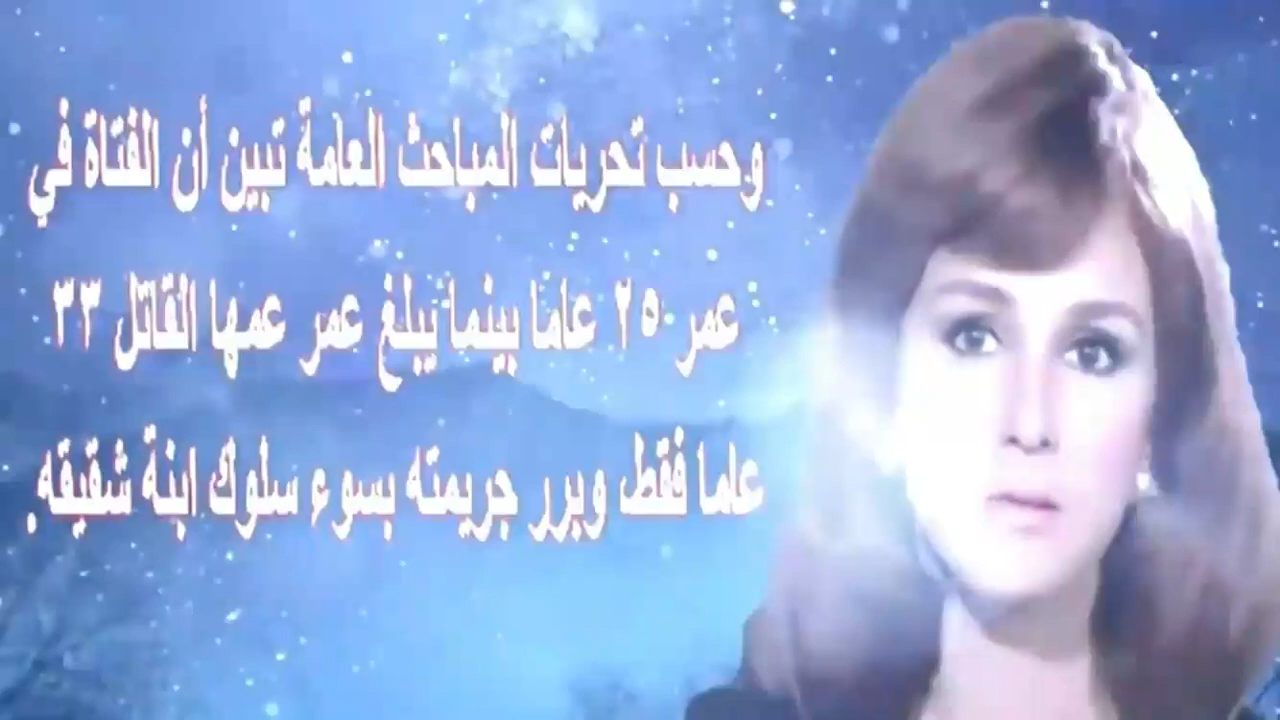 وحسب تحريات المباحث العامة تبين أن الفتاة في
عمر ٢٥ عاما بينما يبلغ عمر عمها القاتل ٣٣
عاما فقط وبرر جريمته بسوء سلوك ابنة شقيقه.